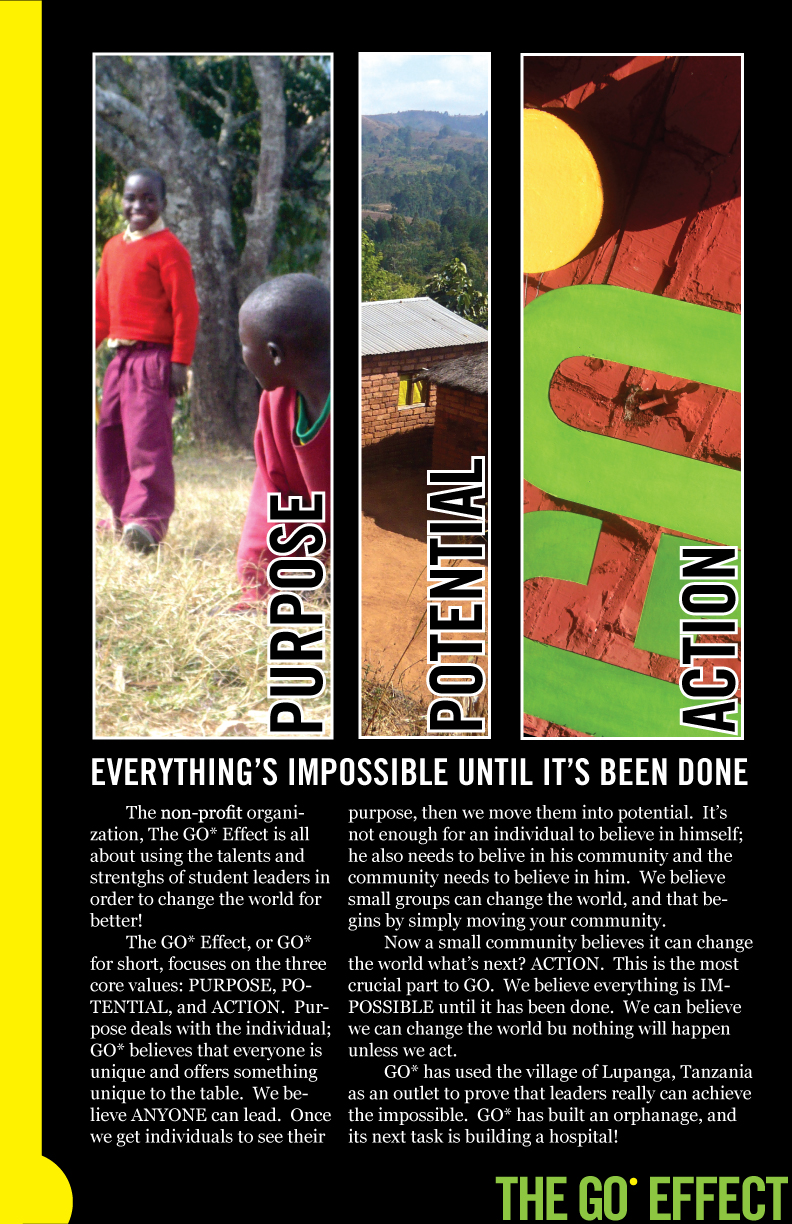 PURPOSE
POTENTIAL
GO
ACTION
EVERYTHING’S IMPOSSIBLE UNTIL IT’S BEEN DONE
The non-profit organi-
zation, The GO* Effect is all
about using the talents and
strentghs of student leaders in
order to change the world for
better!
The GO* Effect, or GO*
for short, focuses on the three
core values: PURPOSE, PO-
TENTIAL, and ACTION.  Pur-
pose deals with the individual;
GO* believes that everyone is
unique and offers something
unique to the table.  We be-
lieve ANYONE can lead.  Once
we get individuals to see their
purpose, then we move them into potential.  It’s
not enough for an individual to believe in himself;
he also needs to belive in his community and the
community needs to believe in him.  We believe
small groups can change the world, and that be-
gins by simply moving your community.
Now a small community believes it can change
the world what’s next? ACTION.  This is the most
crucial part to GO.  We believe everything is IM-
POSSIBLE until it has been done.  We can believe
we can change the world bu nothing will happen
unless we act.
GO* has used the village of Lupanga, Tanzania
as an outlet to prove that leaders really can achieve
the impossible.  GO* has built an orphanage, and
its next task is building a hospital!
THE GO• EFFECT